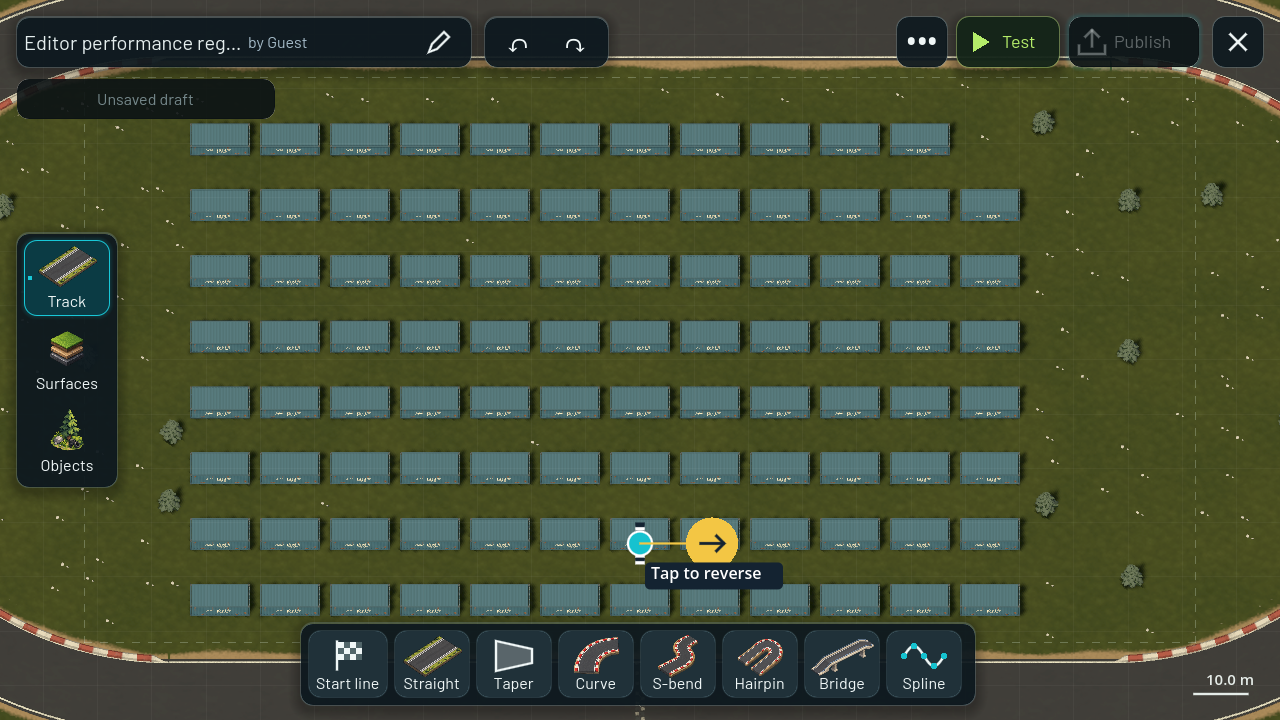 Editor performance reg... by Guest
Test
Publish
Unsaved draft
Track
Surfaces
Objects
Tap to reverse
Start line
Straight
Taper
Curve
S-bend
Hairpin
Bridge
Spline
10.0 m